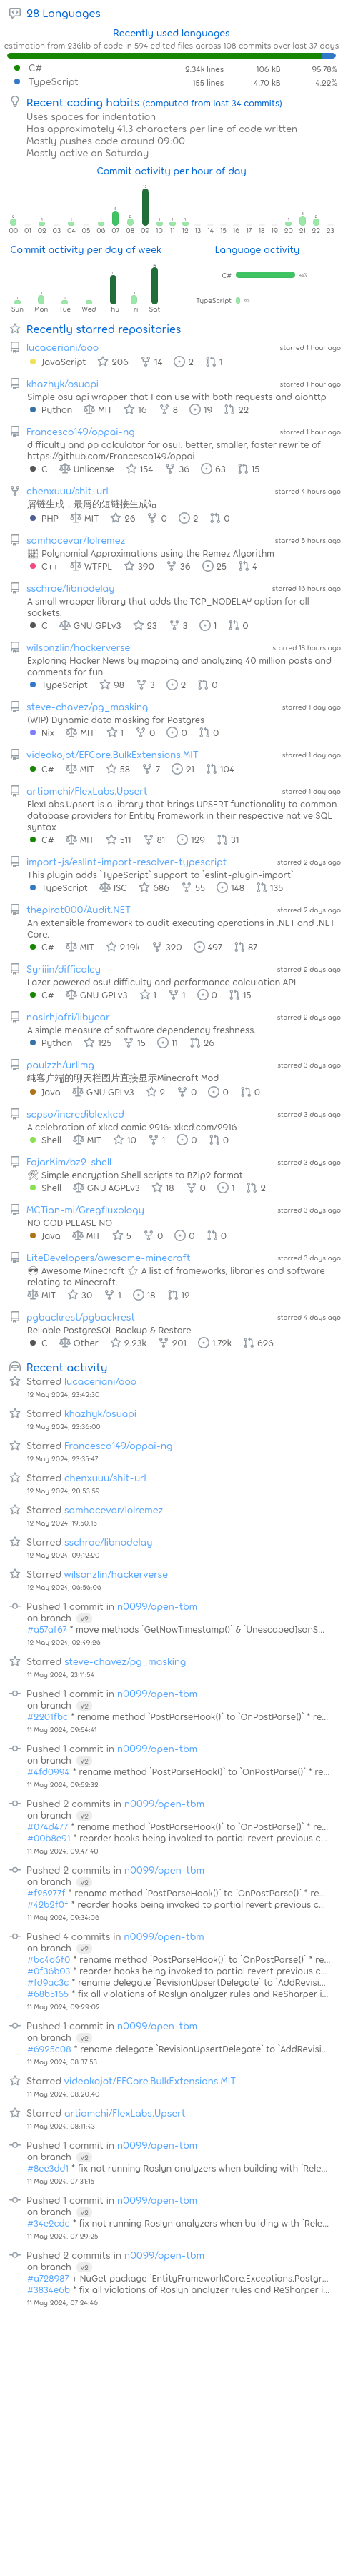 28 Languages
Recently used languages
estimation from 236kb of code in 594 edited files across 108 commits over last 37 days
C# 2.34k lines 106 kB 95.78%
TypeScript 155 lines 4.70 kB 4.22%
Recent coding habits (computed from last 34 commits)
Uses spaces for indentation
Has approximately 41.3 characters per line of code written
Mostly pushes code around 09:00
Mostly active on Saturday
Commit activity per hour of day
00 01 02 03 04 05 06 07 08 09 10 11 12 13 14 15 16 17 18 19 20 21 22 23
Commit activity per day of week
Language activity
C#
TypeScript
Sun Mon Tue Wed Thu Fri Sat
Recently starred repositories
lucaceriani/ooo starred 1 hour ago
JavaScript 206 14 2 1
khazhyk/osuapi starred 1 hour ago
Simple osu api wrapper that I can use with both requests and aiohttp
Python MIT 16 8 19 22
Francesco149/oppai-ng starred 1 hour ago
difficulty and pp calculator for osu!. better, smaller, faster rewrite of
https://github.com/Francesco149/oppai
C Unlicense 154 36 63 15
chenxuuu/shit-url starred 4 hours ago
屑链生成，最屑的短链接生成站
PHP MIT 26 0 2 0
samhocevar/lolremez starred 5 hours ago
📈 Polynomial Approximations using the Remez Algorithm
C++ WTFPL 390 36 25 4
sschroe/libnodelay starred 16 hours ago
A small wrapper library that adds the TCP_NODELAY option for all
sockets.
C GNU GPLv3 23 3 1 0
wilsonzlin/hackerverse starred 18 hours ago
Exploring Hacker News by mapping and analyzing 40 million posts and
comments for fun
TypeScript 98 3 2 0
steve-chavez/pg_masking starred 1 day ago
(WIP) Dynamic data masking for Postgres
Nix MIT 1 0 0 0
videokojot/EFCore.BulkExtensions.MIT starred 1 day ago
C# MIT 58 7 21 104
artiomchi/FlexLabs.Upsert starred 1 day ago
FlexLabs.Upsert is a library that brings UPSERT functionality to common
database providers for Entity Framework in their respective native SQL
syntax
C# MIT 511 81 129 31
import-js/eslint-import-resolver-typescript starred 2 days ago
This plugin adds `TypeScript` support to `eslint-plugin-import`
TypeScript ISC 686 55 148 135
thepirat000/Audit.NET starred 2 days ago
An extensible framework to audit executing operations in .NET and .NET
Core.
C# MIT 2.19k 320 497 87
Syriiin/difficalcy starred 2 days ago
Lazer powered osu! difficulty and performance calculation API
C# GNU GPLv3 1 1 0 15
nasirhjafri/libyear starred 2 days ago
A simple measure of software dependency freshness.
Python 125 15 11 26
paulzzh/urlimg starred 3 days ago
纯客户端的聊天栏图片直接显示Minecraft Mod
Java GNU GPLv3 2 0 0 0
scpso/incrediblexkcd starred 3 days ago
A celebration of xkcd comic 2916: xkcd.com/2916
Shell MIT 10 1 0 0
FajarKim/bz2-shell starred 3 days ago
🛠 Simple encryption Shell scripts to BZip2 format
Shell GNU AGPLv3 18 0 1 2
MCTian-mi/Gregfluxology starred 3 days ago
NO GOD PLEASE NO
Java MIT 5 0 0 0
LiteDevelopers/awesome-minecraft starred 3 days ago
😎 Awesome Minecraft ⭐ A list of frameworks, libraries and software
relating to Minecraft.
MIT 30 1 18 12
pgbackrest/pgbackrest starred 4 days ago
Reliable PostgreSQL Backup & Restore
C Other 2.23k 201 1.72k 626
Recent activity
Starred lucaceriani/ooo
12 May 2024, 23:42:30
Starred khazhyk/osuapi
12 May 2024, 23:36:00
Starred Francesco149/oppai-ng
12 May 2024, 23:35:47
Starred chenxuuu/shit-url
12 May 2024, 20:53:59
Starred samhocevar/lolremez
12 May 2024, 19:50:15
Starred sschroe/libnodelay
12 May 2024, 09:12:20
Starred wilsonzlin/hackerverse
12 May 2024, 06:56:06
Pushed 1 commit in n0099/open-tbm
on branch v2
#a57af67 * move methods `GetNowTimestamp()` & `UnescapedJsonS...
12 May 2024, 02:49:26
Starred steve-chavez/pg_masking
11 May 2024, 23:11:54
Pushed 1 commit in n0099/open-tbm
on branch v2
#2201fbc * rename method `PostParseHook()` to `OnPostParse()` * re...
11 May 2024, 09:54:41
Pushed 1 commit in n0099/open-tbm
on branch v2
#4fd0994 * rename method `PostParseHook()` to `OnPostParse()` * re...
11 May 2024, 09:52:32
Pushed 2 commits in n0099/open-tbm
on branch v2
#074d477 * rename method `PostParseHook()` to `OnPostParse()` * re...
#00b8e91 * reorder hooks being invoked to partial revert previous c...
11 May 2024, 09:47:40
Pushed 2 commits in n0099/open-tbm
on branch v2
#f25277f * rename method `PostParseHook()` to `OnPostParse()` * re...
#42b2f0f * reorder hooks being invoked to partial revert previous c...
11 May 2024, 09:34:06
Pushed 4 commits in n0099/open-tbm
on branch v2
#bc4d6f0 * rename method `PostParseHook()` to `OnPostParse()` * re...
#0f36b03 * reorder hooks being invoked to partial revert previous c...
#fd9ac3c * rename delegate `RevisionUpsertDelegate` to `AddRevisi...
#68b5165 * fix all violations of Roslyn analyzer rules and ReSharper i...
11 May 2024, 09:29:02
Pushed 1 commit in n0099/open-tbm
on branch v2
#6925c08 * rename delegate `RevisionUpsertDelegate` to `AddRevisi...
11 May 2024, 08:37:53
Starred videokojot/EFCore.BulkExtensions.MIT
11 May 2024, 08:20:40
Starred artiomchi/FlexLabs.Upsert
11 May 2024, 08:11:43
Pushed 1 commit in n0099/open-tbm
on branch v2
#8ee3dd1 * fix not running Roslyn analyzers when building with `Rele...
11 May 2024, 07:31:15
Pushed 1 commit in n0099/open-tbm
on branch v2
#34e2cdc * fix not running Roslyn analyzers when building with `Rele...
11 May 2024, 07:29:25
Pushed 2 commits in n0099/open-tbm
on branch v2
#a728987 + NuGet package `EntityFrameworkCore.Exceptions.Postgr...
#3834e6b * fix all violations of Roslyn analyzer rules and ReSharper i...
11 May 2024, 07:24:46